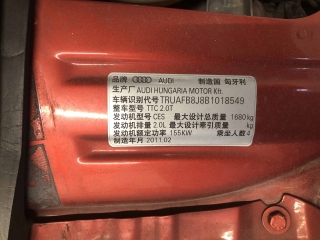 品牌 AUDI 制造国 匈牙利
生产厂 AUDI HUNGARIA MOTOR Kft.
车辆识别代号 TRUAFB8J8B1018549
整车型号 TTC 2.0T
发动机型号 CES 最大设计总质量 1680kg
发动机排量 2.0L 最大设计牵引质量 kg
发动机额定功率 155KW 乘坐人数 4
制造年月 2011.02